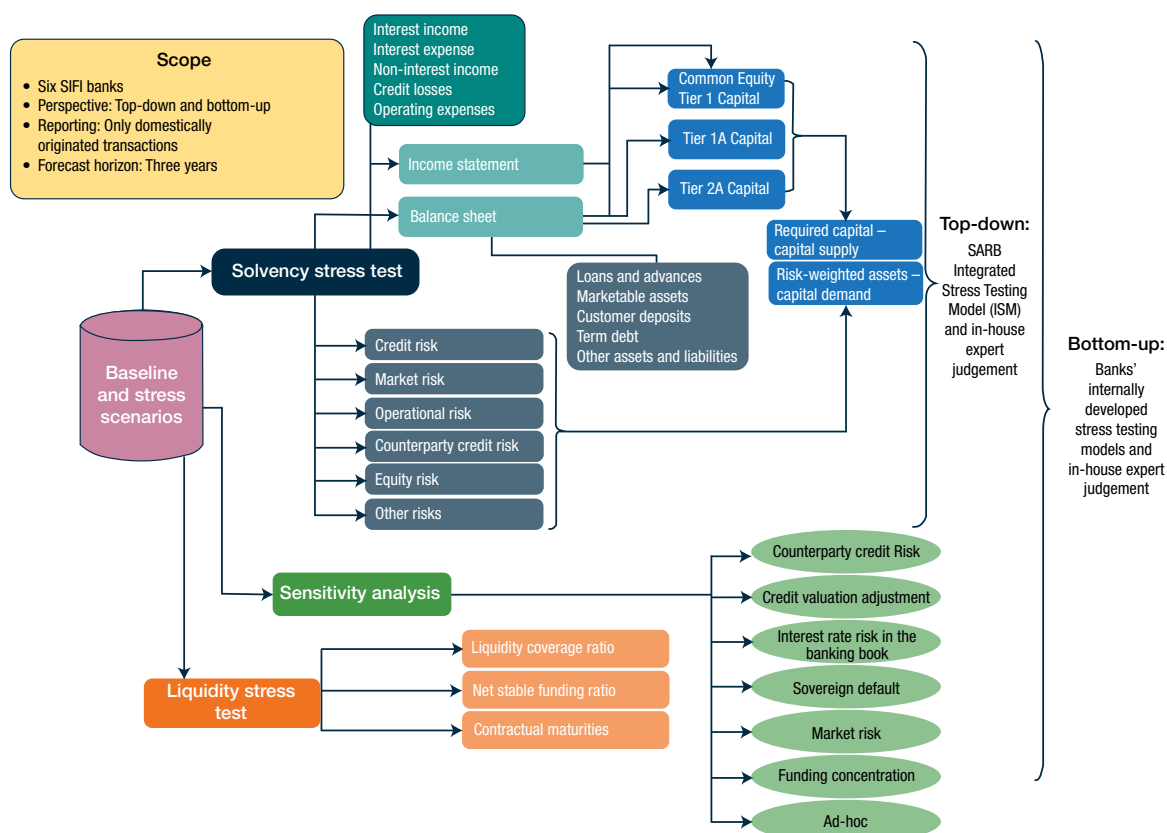 Scope
• Six SIFI banks
• Perspective: Top-down and bottom-up
• Reporting: Only domestically
originated transactions
• Forecast horizon: Three years
Interest income
Interest expense
Non-interest income
Credit losses
Operating expenses
Common Equity
Tier 1 Capital
Tier 1A Capital
Tier 2A Capital
Income statement
Balance sheet
Solvency stress test
Required capital –
capital supply
Risk-weighted assets –
capital demand
Loans and advances
Marketable assets
Customer deposits
Term debt
Other assets and liabilities
Top-down:
SARB
Integrated
Stress Testing
Model (ISM)
and in-house
expert
judgement
Bottom-up:
Banks’
internally
developed
stress testing
models and
in-house expert
judgement
Baseline
and stress
scenarios
Credit risk
Market risk
Operational risk
Counterparty credit risk
Equity risk
Other risks
Sensitivity analysis
Counterparty credit Risk
Credit valuation adjustment
Interest rate risk in the
banking book
Sovereign default
Market risk
Funding concentration
Ad-hoc
Liquidity stress
test
Liquidity coverage ratio
Net stable funding ratio
Contractual maturities